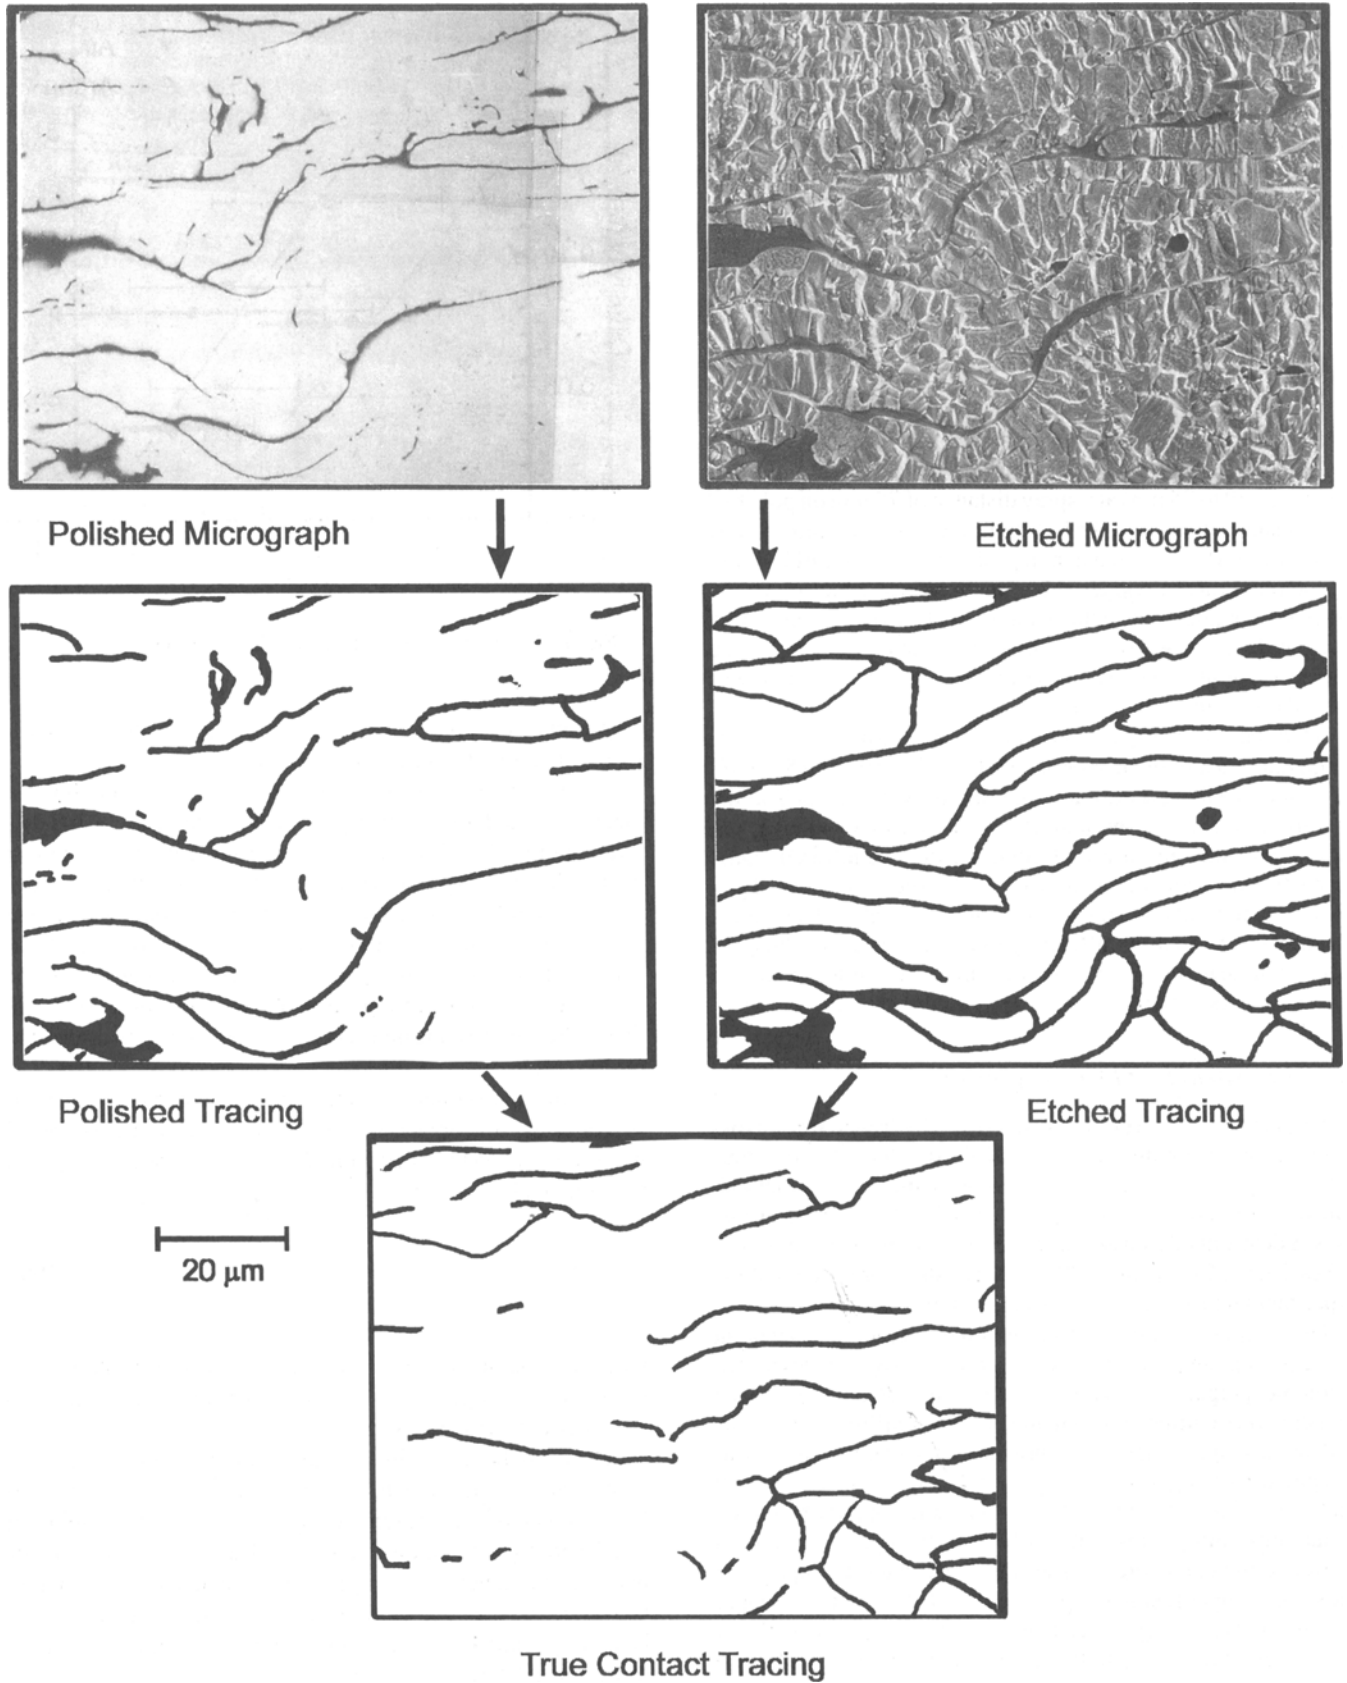 Polished Micrograph
Etched Micrograph
Polished Tracing
Etched Tracing
20 μm
True Contact Tracing